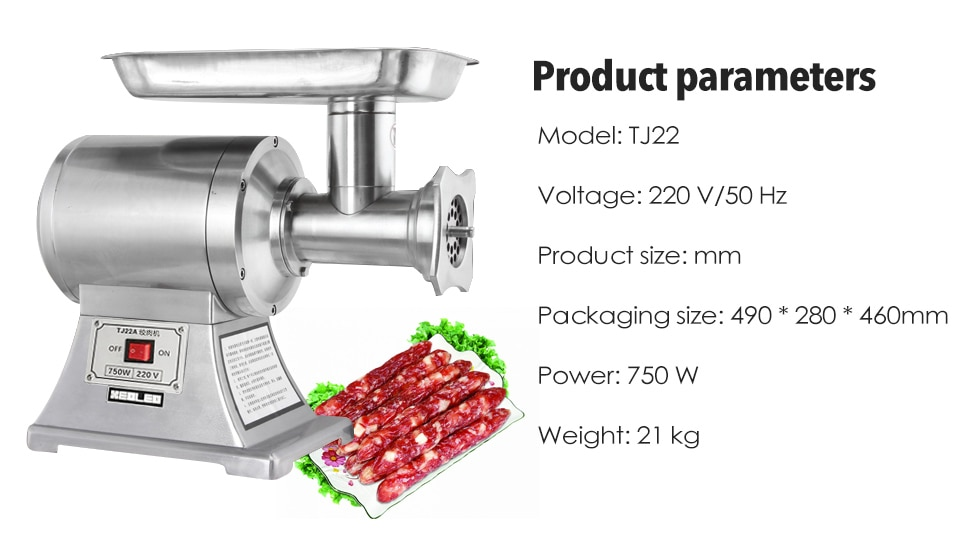 Product parameters
Model: TJ22
Voltage: 220 V/50 Hz
Product size: mm
Packaging size: 490 * 280 * 460mm
Power: 750 W
Weight: 21 kg
TJ22A 绞肉机
OFF ON
750W 220 V